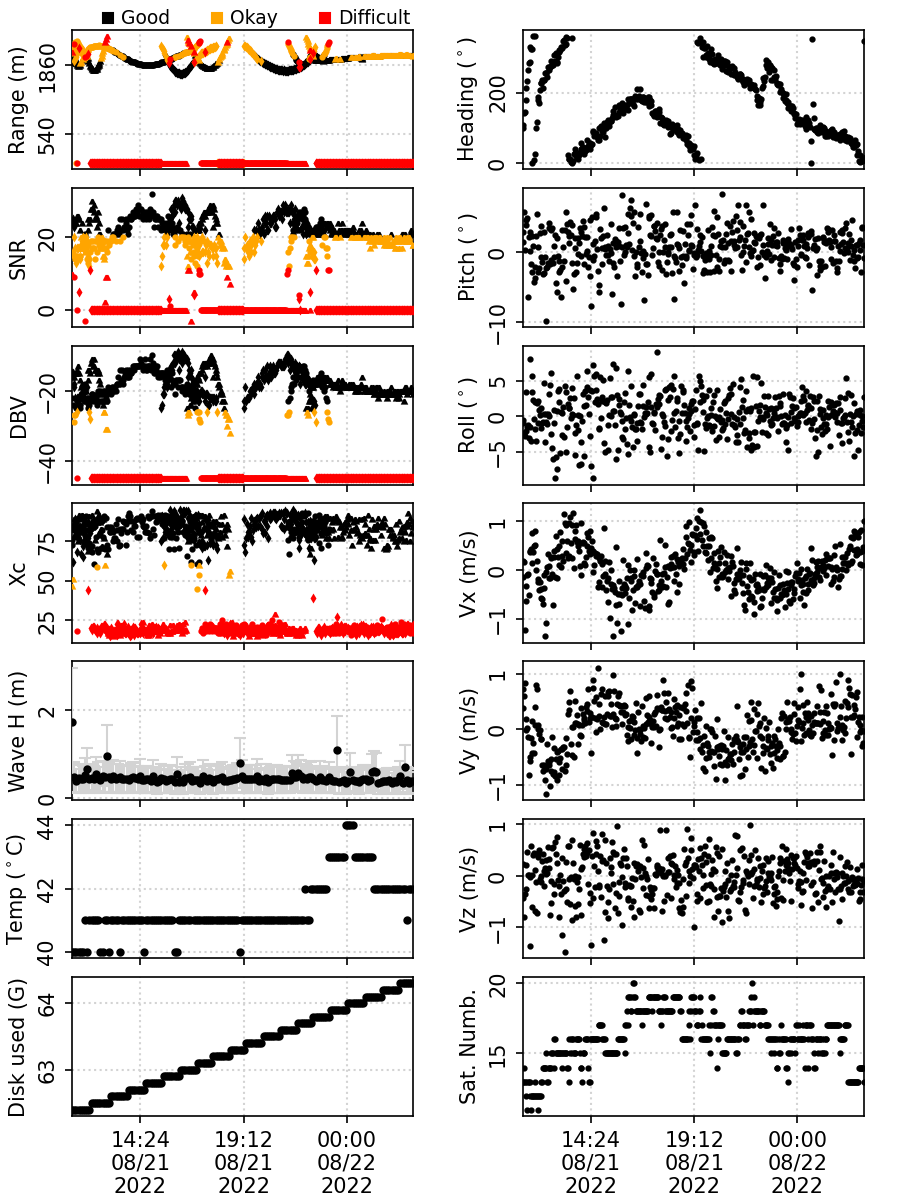 Good Okay Difficult
Range (m)
1860
540
Heading (°)
200
0
SNR
20
0
Pitch (°)
0
−10
DBV
−20
−40
Roll (°)
5
0
−5
Xc
75
50
25
Vx (m/s)
1
0
−1
Wave H (m)
2
0
Vy (m/s)
1
0
−1
Temp (°C)
44
42
40
Vz (m/s)
1
0
−1
Disk used (G)
64
63
Sat. Numb.
20
15
14:24 19:12 00:00
08/21 08/21 08/22
2022 2022 2022
14:24 19:12 00:00
08/21 08/21 08/22
2022 2022 2022